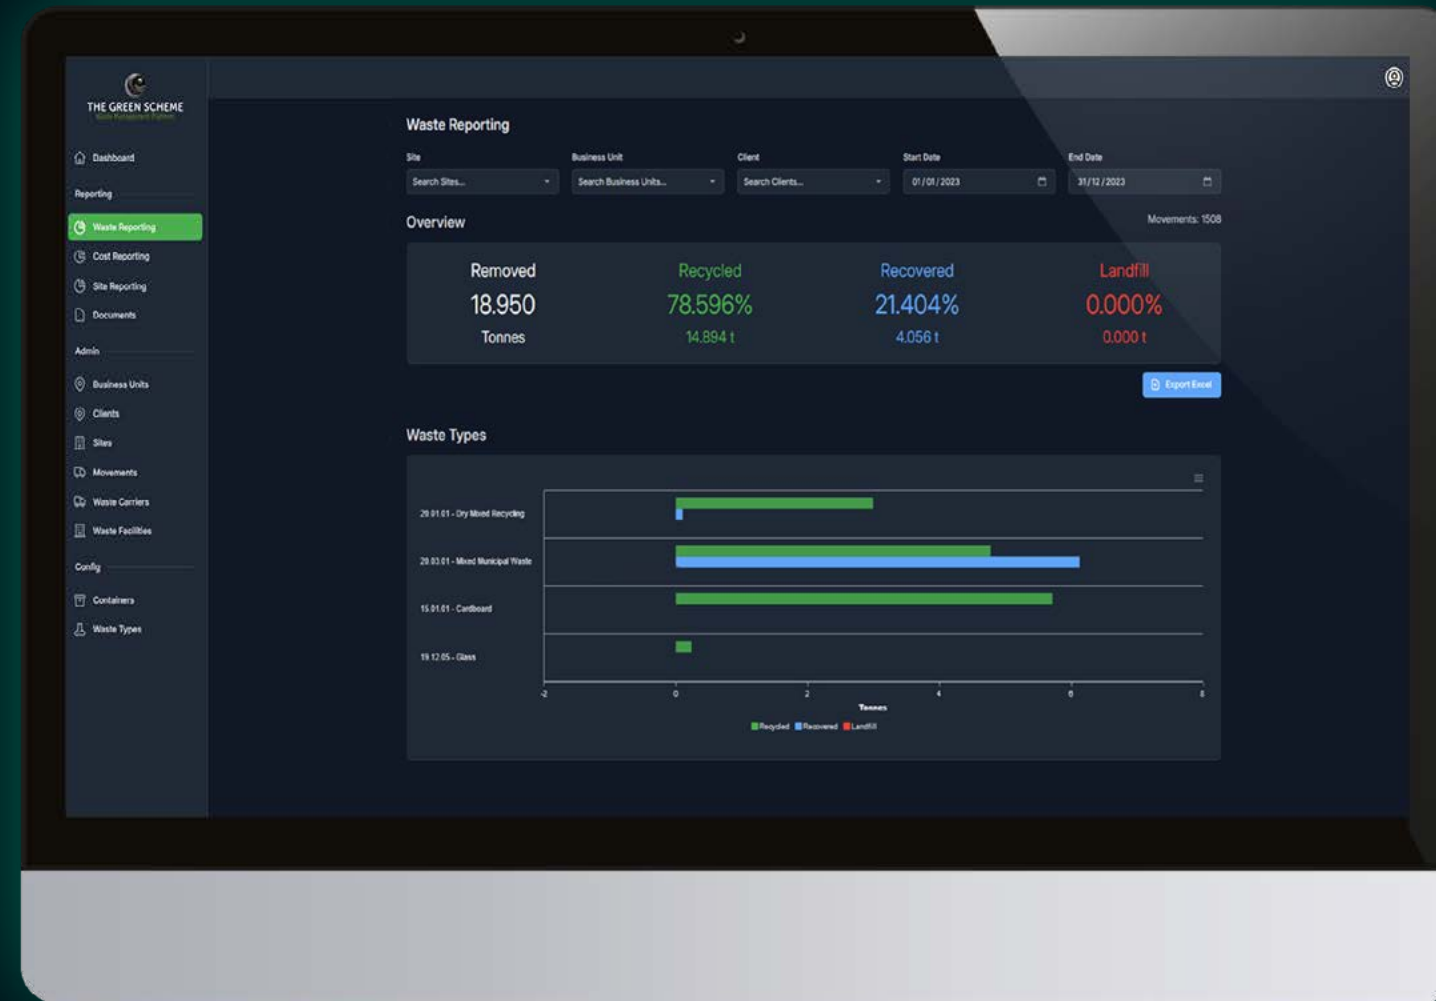 THE GREEN SCHEME
Waste Management Platform
Dashboard
Reporting
Waste Reporting
Cost Reporting
Site Reporting
Documents
Admin
Business Units
Clients
Sites
Movements
Waste Carriers
Waste Facilities
Config
Containers
Waste Types
Waste Reporting
Site
Business Unit
Client
Start Date
End Date
Search Sites...
Search Business Units...
Search Clients...
01/01/2023
31/12/2023
Overview
Movements: 1508
Removed
18.950
Tonnes
Recycled
78.596%
14.894 t
Recovered
21.404%
4.056 t
Landfill
0.000%
0.000 t
Export Excel
Waste Types
20.01.01 - Dry Mixed Recycling
20.03.01 - Mixed Municipal Waste
15.01.01 - Cardboard
19.12.05 - Glass
-2 0 2 4 6 8
Tonnes
Recycled Recovered Landfill